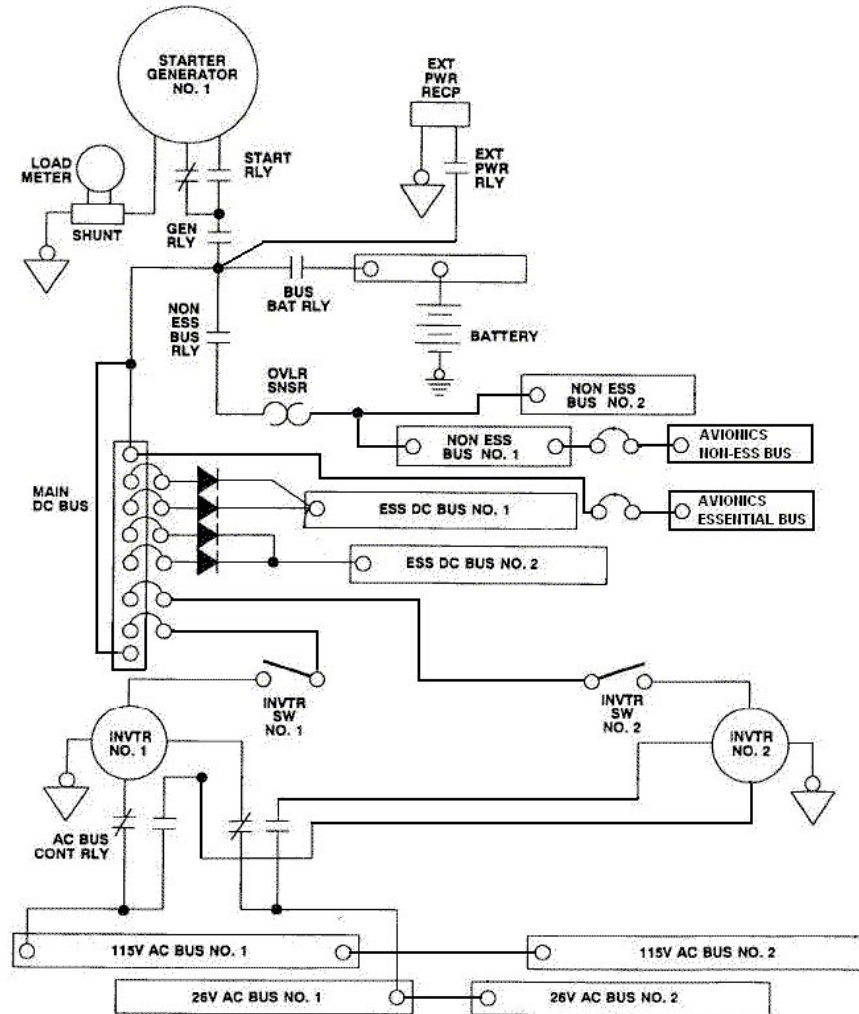 STARTER
GENERATOR
NO. 1
EXT
PWR
RECP
LOAD
METER
START
RLY
EXT
PWR
RLY
SHUNT
GEN
RLY
BUS
BAT RLY
NON
ESS
BUS
RLY
BATTERY
OVLR
SNSR
NON ESS
BUS NO. 2
NON ESS
BUS NO. 1
AVIONICS
NON-ESS BUS
MAIN
DC BUS
ESS DC BUS NO. 1
AVIONICS
ESSENTIAL BUS
ESS DC BUS NO. 2
INVTR
SW
NO. 1
INVTR
SW
NO. 2
INVTR
NO. 1
INVTR
NO. 2
AC BUS
CONT RLY
115V AC BUS NO. 1
115V AC BUS NO. 2
26V AC BUS NO. 1
26V AC BUS NO. 2